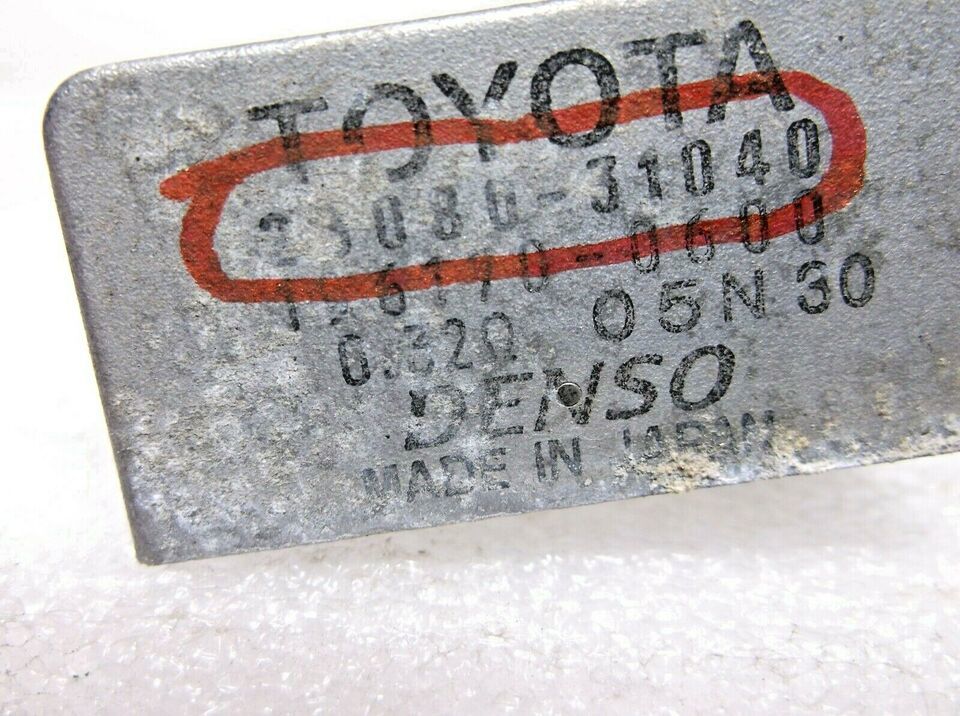 TOYOTA
23080-31040
0.32Ω 05N30
DENSO
MADE IN JAPAN